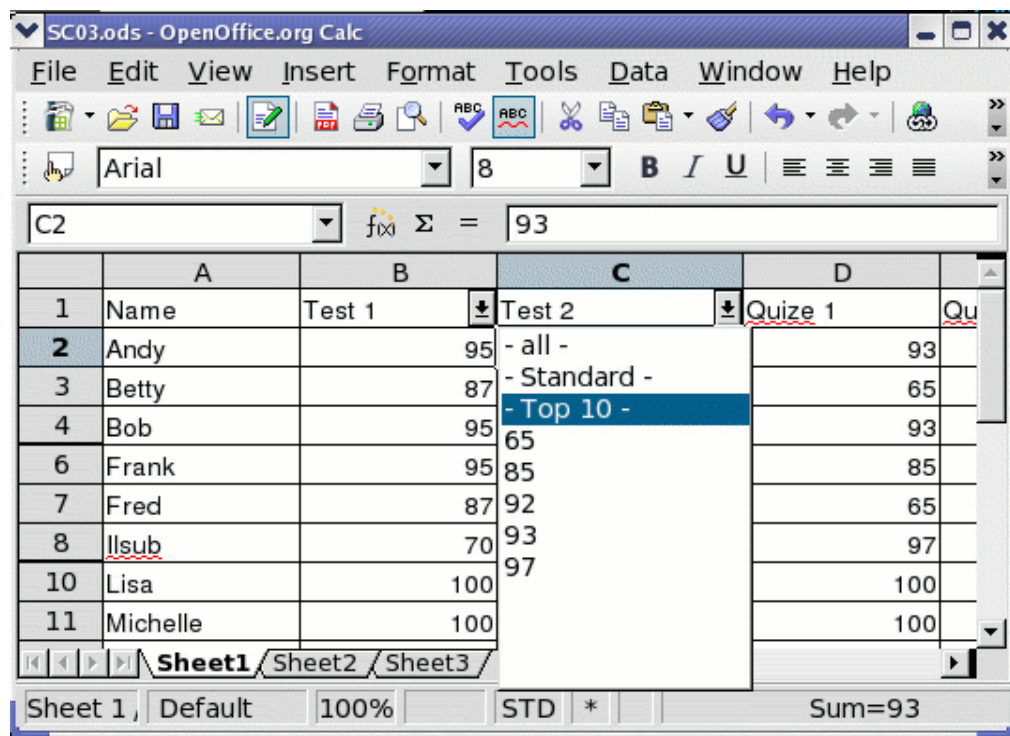 SC03.ods - OpenOffice.org Calc
File Edit View Insert Format Tools Data Window Help
PDF ABC ABC
Arial 8 B I U
C2 f(x) Σ = 93
A B C D
1 Name Test 1 Test 2 Quize 1 Qu
2 Andy 95 - all - 93
3 Betty 87 - Standard - 65
4 Bob 95 - Top 10 - 93
65
6 Frank 95 85 85
7 Fred 87 92 65
8 Ilsub 70 93 97
10 Lisa 100 97 100
11 Michelle 100 100
Sheet1 Sheet2 Sheet3
Sheet 1 / Default 100% STD * Sum=93